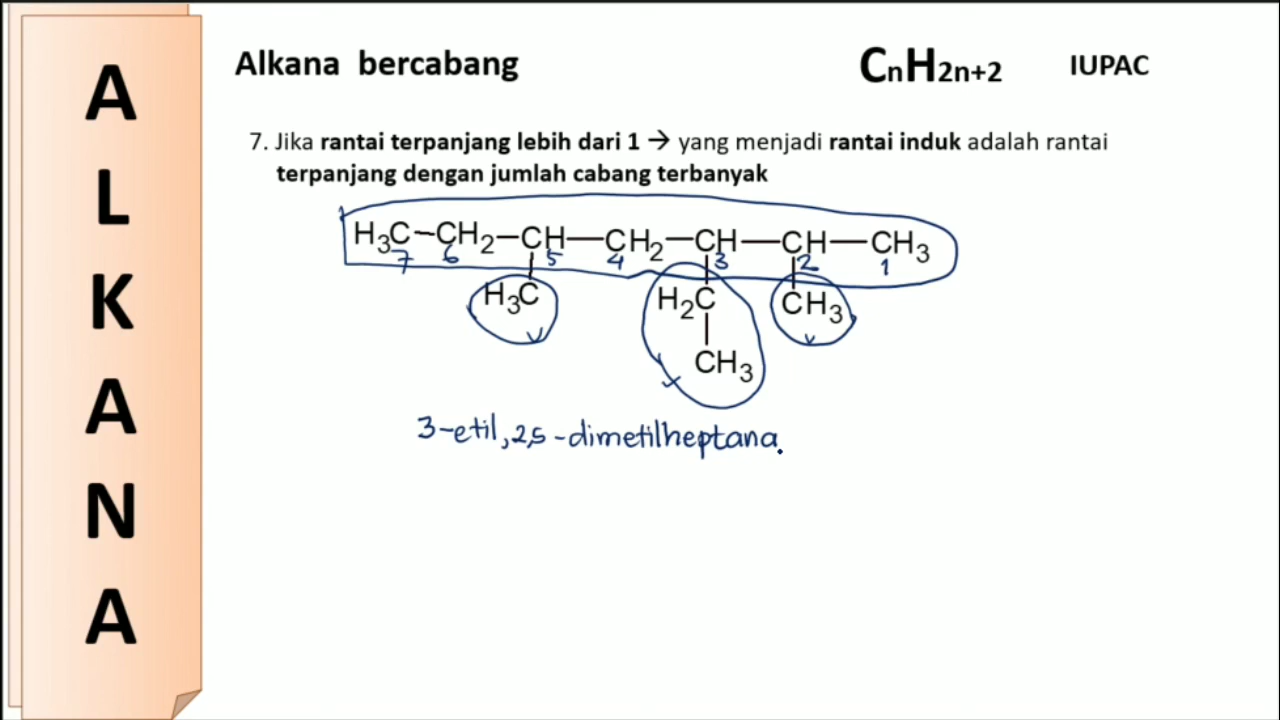 A
L
K
A
N
A
Alkana bercabang
CnH2n+2
IUPAC
7. Jika rantai terpanjang lebih dari 1 → yang menjadi rantai induk adalah rantai
terpanjang dengan jumlah cabang terbanyak
H3C–CH2–CH–CH2–CH–CH–CH3
7 6 5 4 3 2 1
H3C H2C CH3
CH3
3-etil,2,5-dimetilheptana.